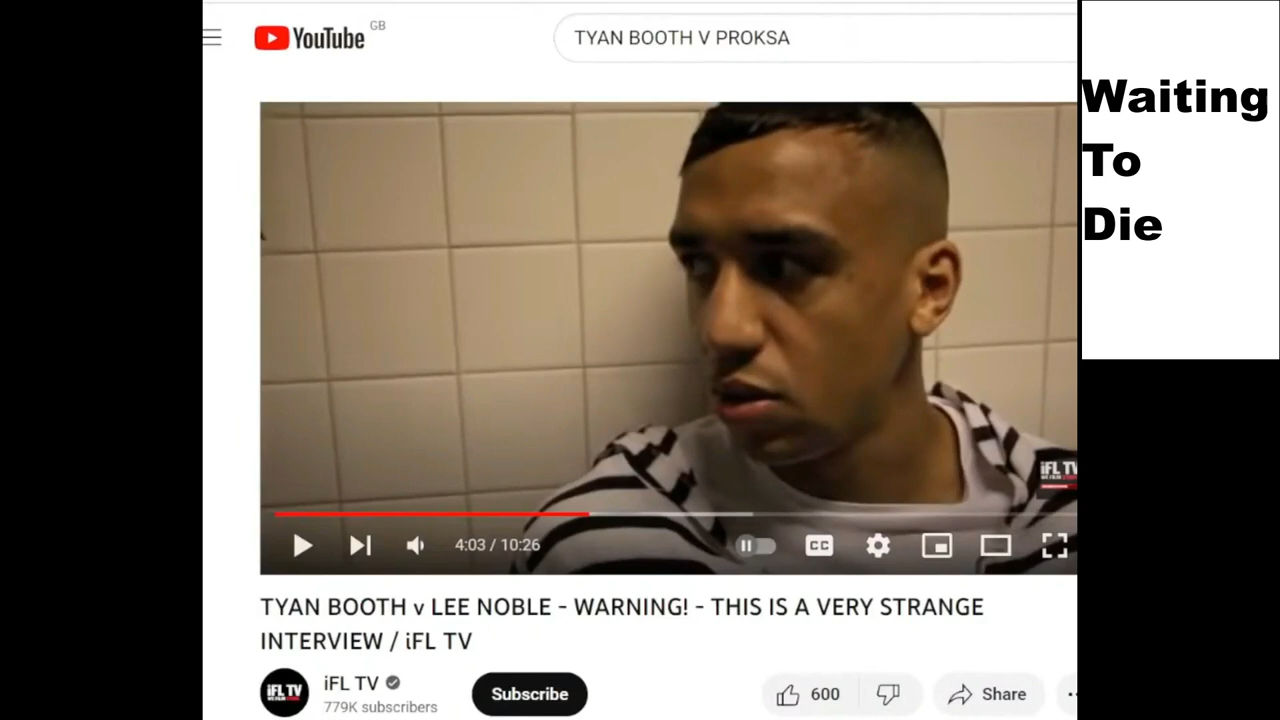 YouTube GB
TYAN BOOTH V PROKSA
Waiting
To
Die
iFL TV
4:03 / 10:26
CC
TYAN BOOTH v LEE NOBLE - WARNING! - THIS IS A VERY STRANGE
INTERVIEW / iFL TV
iFL TV
iFL TV
779K subscribers
Subscribe
600
Share